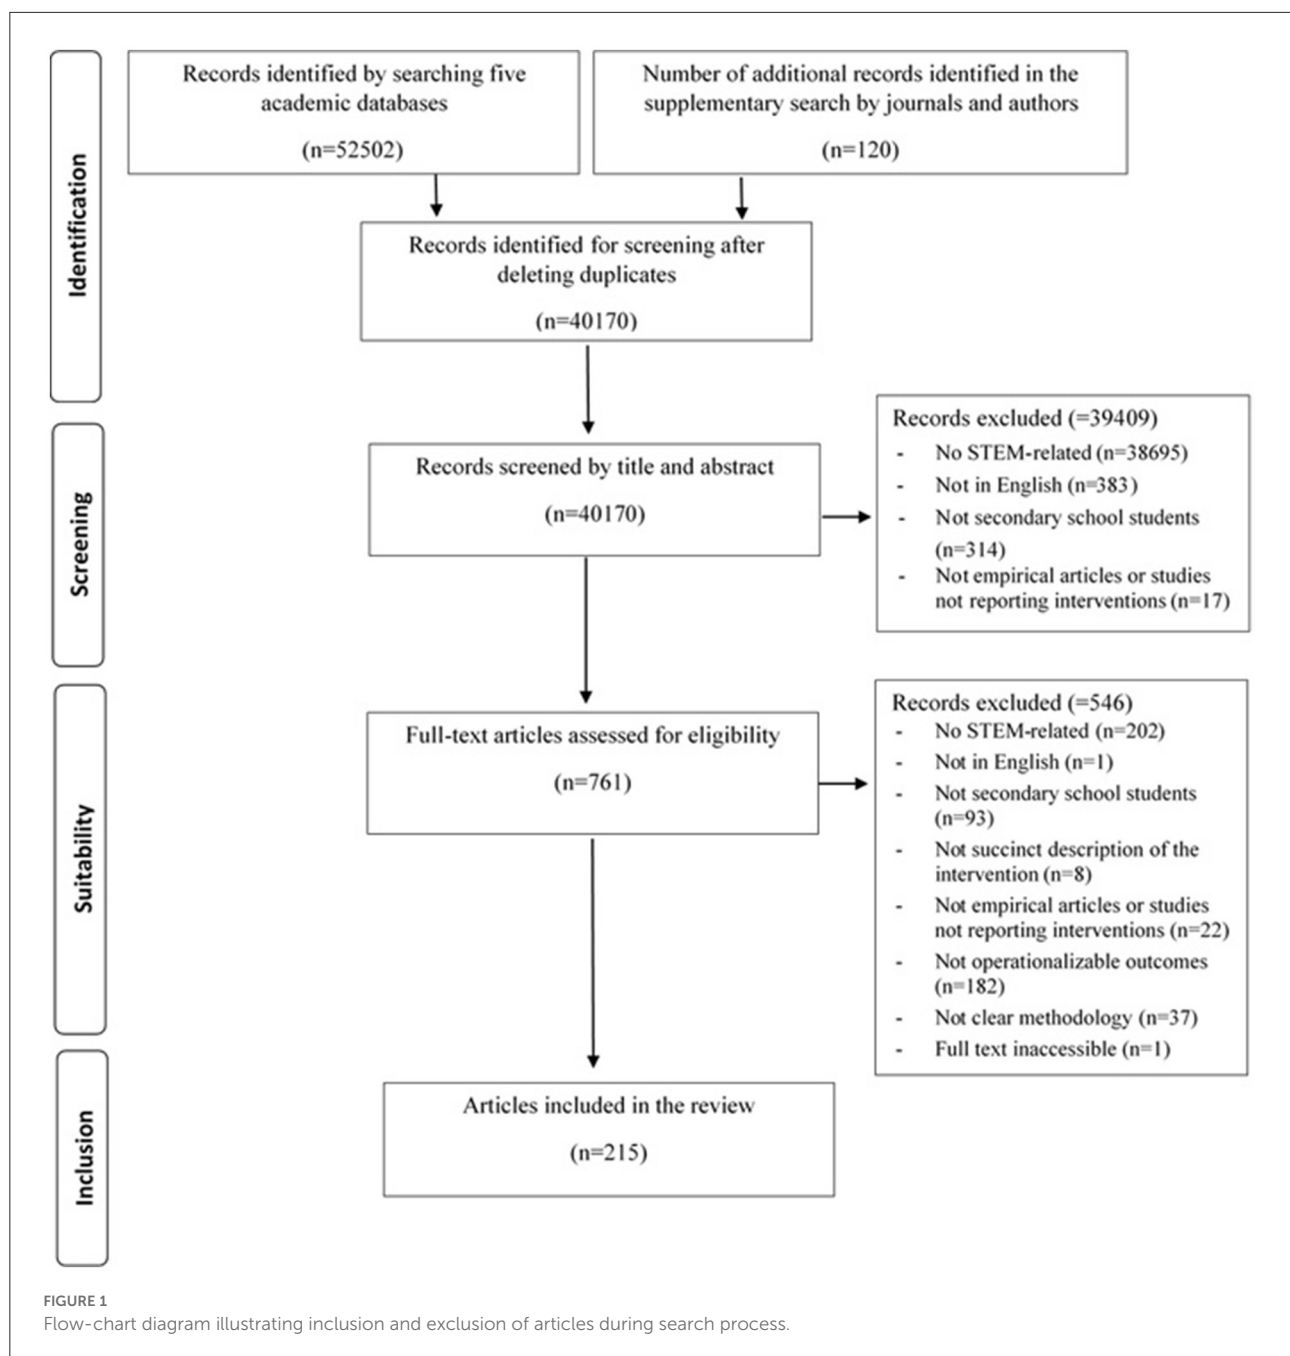 Identification
Records identified by searching five
academic databases
(n=52502)
Number of additional records identified in the
supplementary search by journals and authors
(n=120)
Records identified for screening after
deleting duplicates
(n=40170)
Screening
Records screened by title and abstract
(n=40170)
Records excluded (=39409)
- No STEM-related (n=38695)
- Not in English (n=383)
- Not secondary school students
(n=314)
- Not empirical articles or studies
not reporting interventions (n=17)
Suitability
Full-text articles assessed for eligibility
(n=761)
Records excluded (=546)
- No STEM-related (n=202)
- Not in English (n=1)
- Not secondary school students
(n=93)
- Not succinct description of the
intervention (n=8)
- Not empirical articles or studies
not reporting interventions (n=22)
- Not operationalizable outcomes
(n=182)
- Not clear methodology (n=37)
- Full text inaccessible (n=1)
Inclusion
Articles included in the review
(n=215)
FIGURE 1
Flow-chart diagram illustrating inclusion and exclusion of articles during search process.